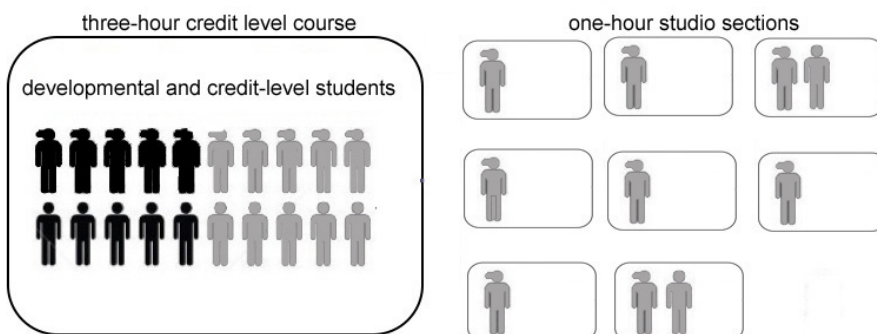 three-hour credit level course
one-hour studio sections
developmental and credit-level students